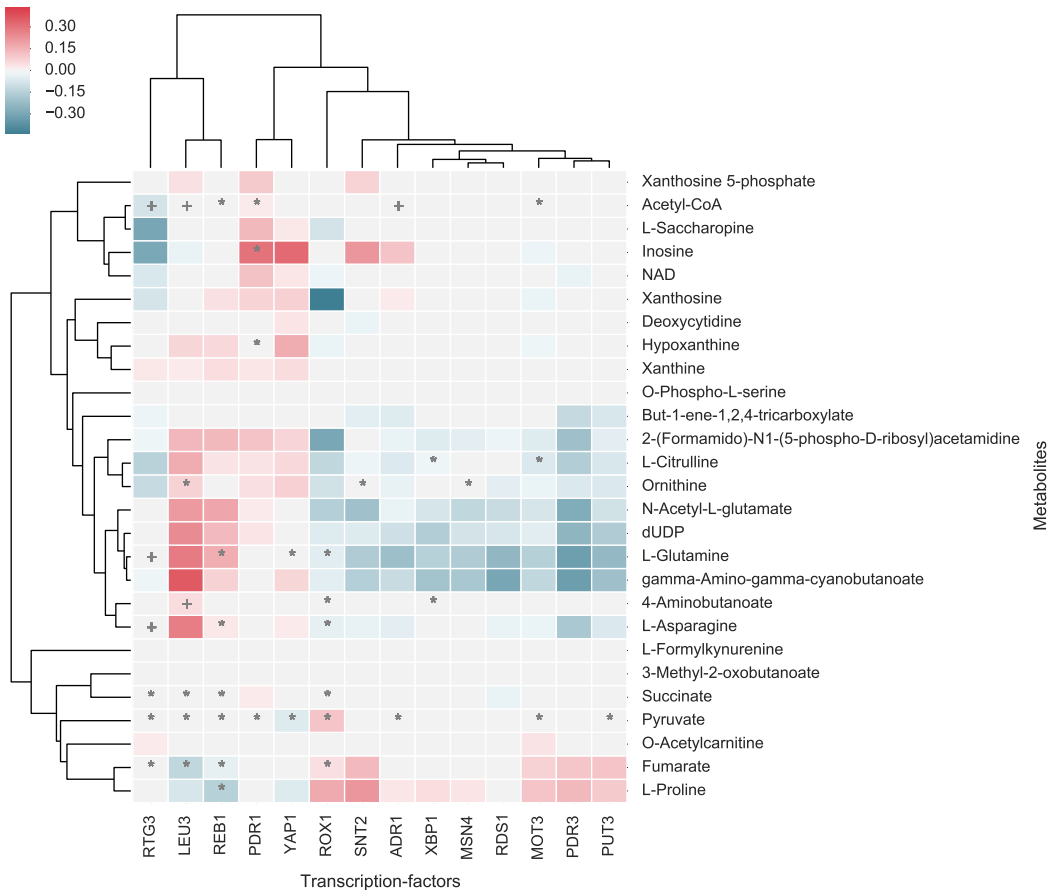 0.30
0.15
0.00
−0.15
−0.30
Xanthosine 5-phosphate
+ + * * + * Acetyl-CoA
L-Saccharopine
* Inosine
NAD
Xanthosine
Deoxycytidine
* Hypoxanthine
Xanthine
O-Phospho-L-serine
But-1-ene-1,2,4-tricarboxylate
2-(Formamido)-N1-(5-phospho-D-ribosyl)acetamidine
* * L-Citrulline
* * * Ornithine
N-Acetyl-L-glutamate
dUDP
+ * * * L-Glutamine
gamma-Amino-gamma-cyanobutanoate
+ * * 4-Aminobutanoate
+ * * L-Asparagine
L-Formylkynurenine
3-Methyl-2-oxobutanoate
* * * * Succinate
* * * * * * * * * Pyruvate
O-Acetylcarnitine
* * * * Fumarate
* L-Proline
Metabolites
RTG3 LEU3 REB1 PDR1 YAP1 ROX1 SNT2 ADR1 XBP1 MSN4 RDS1 MOT3 PDR3 PUT3
Transcription-factors